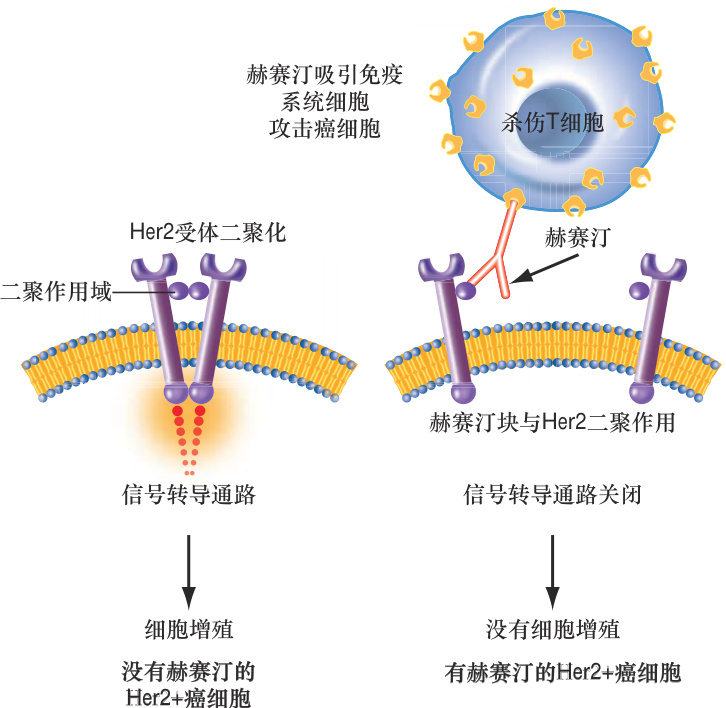 赫赛汀吸引免疫
系统细胞
攻击癌细胞
杀伤T细胞
Her2受体二聚化
赫赛汀
二聚作用域
赫赛汀块与Her2二聚作用
信号转导通路
信号转导通路关闭
细胞增殖
没有细胞增殖
没有赫赛汀的
Her2+癌细胞
有赫赛汀的Her2+癌细胞